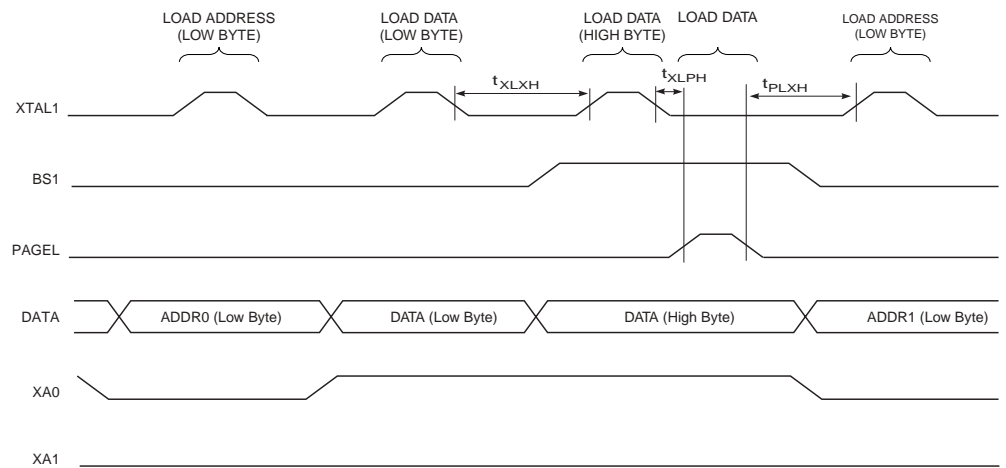 LOAD ADDRESS
(LOW BYTE)
LOAD DATA
(LOW BYTE)
LOAD DATA
(HIGH BYTE)
LOAD DATA
LOAD ADDRESS
(LOW BYTE)
tXLXH
tXLPH
tPLXH
XTAL1
BS1
PAGEL
DATA
ADDR0 (Low Byte)
DATA (Low Byte)
DATA (High Byte)
ADDR1 (Low Byte)
XA0
XA1